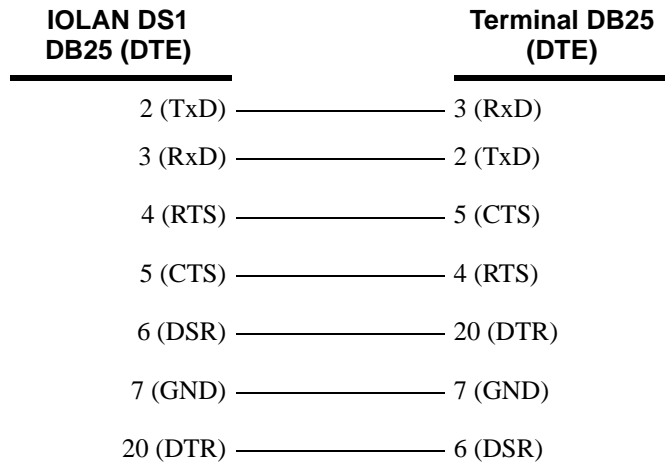 IOLAN DS1 Terminal DB25
DB25 (DTE) (DTE)
2 (TxD) 3 (RxD)
3 (RxD) 2 (TxD)
4 (RTS) 5 (CTS)
5 (CTS) 4 (RTS)
6 (DSR) 20 (DTR)
7 (GND) 7 (GND)
20 (DTR) 6 (DSR)